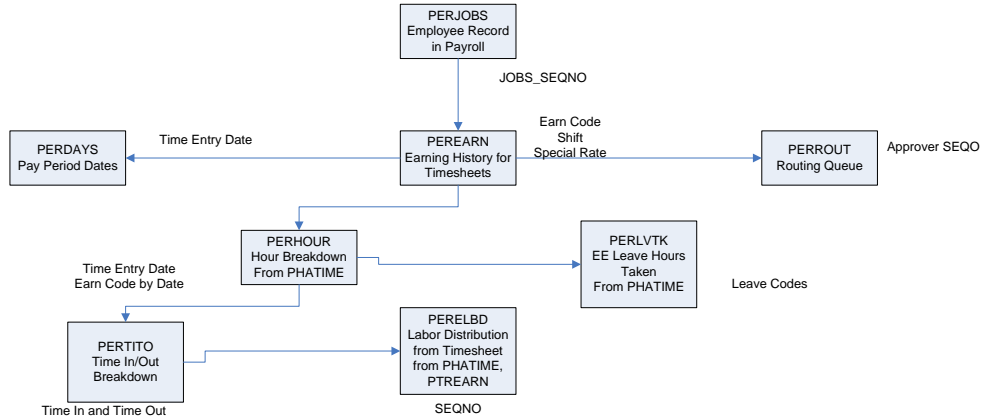 PERJOBS
Employee Record
in Payroll
JOBS_SEQNO
Time Entry Date
Earn Code
Shift
Special Rate
PERDAYS
Pay Period Dates
PEREARN
Earning History for
Timesheets
PERROUT
Routing Queue
Approver SEQO
PERHOUR
Hour Breakdown
From PHATIME
PERLVTK
EE Leave Hours
Taken
From PHATIME
Leave Codes
Time Entry Date
Earn Code by Date
PERTITO
Time In/Out
Breakdown
Time In and Time Out
PERELBD
Labor Distribution
from Timesheet
from PHATIME,
PTREARN
SEQNO